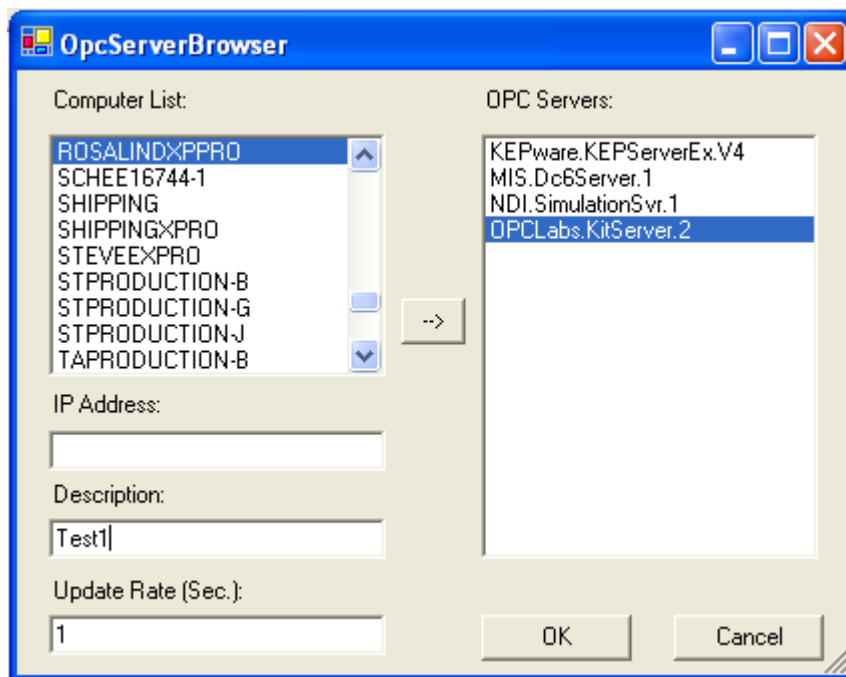 OpcServerBrowser
Computer List:
ROSALINDXPPRO
SCHEE16744-1
SHIPPING
SHIPPINGXPRO
STEVEEXPRO
STPRODUCTION-B
STPRODUCTION-G
STPRODUCTION-J
TAPRODUCTION-B
IP Address:
Description:
Test1
Update Rate (Sec.):
1
-->
OPC Servers:
KEPware.KEPServerEx.V4
MIS.Dc6Server.1
NDI.SimulationSvr.1
OPCLabs.KitServer.2
OK
Cancel